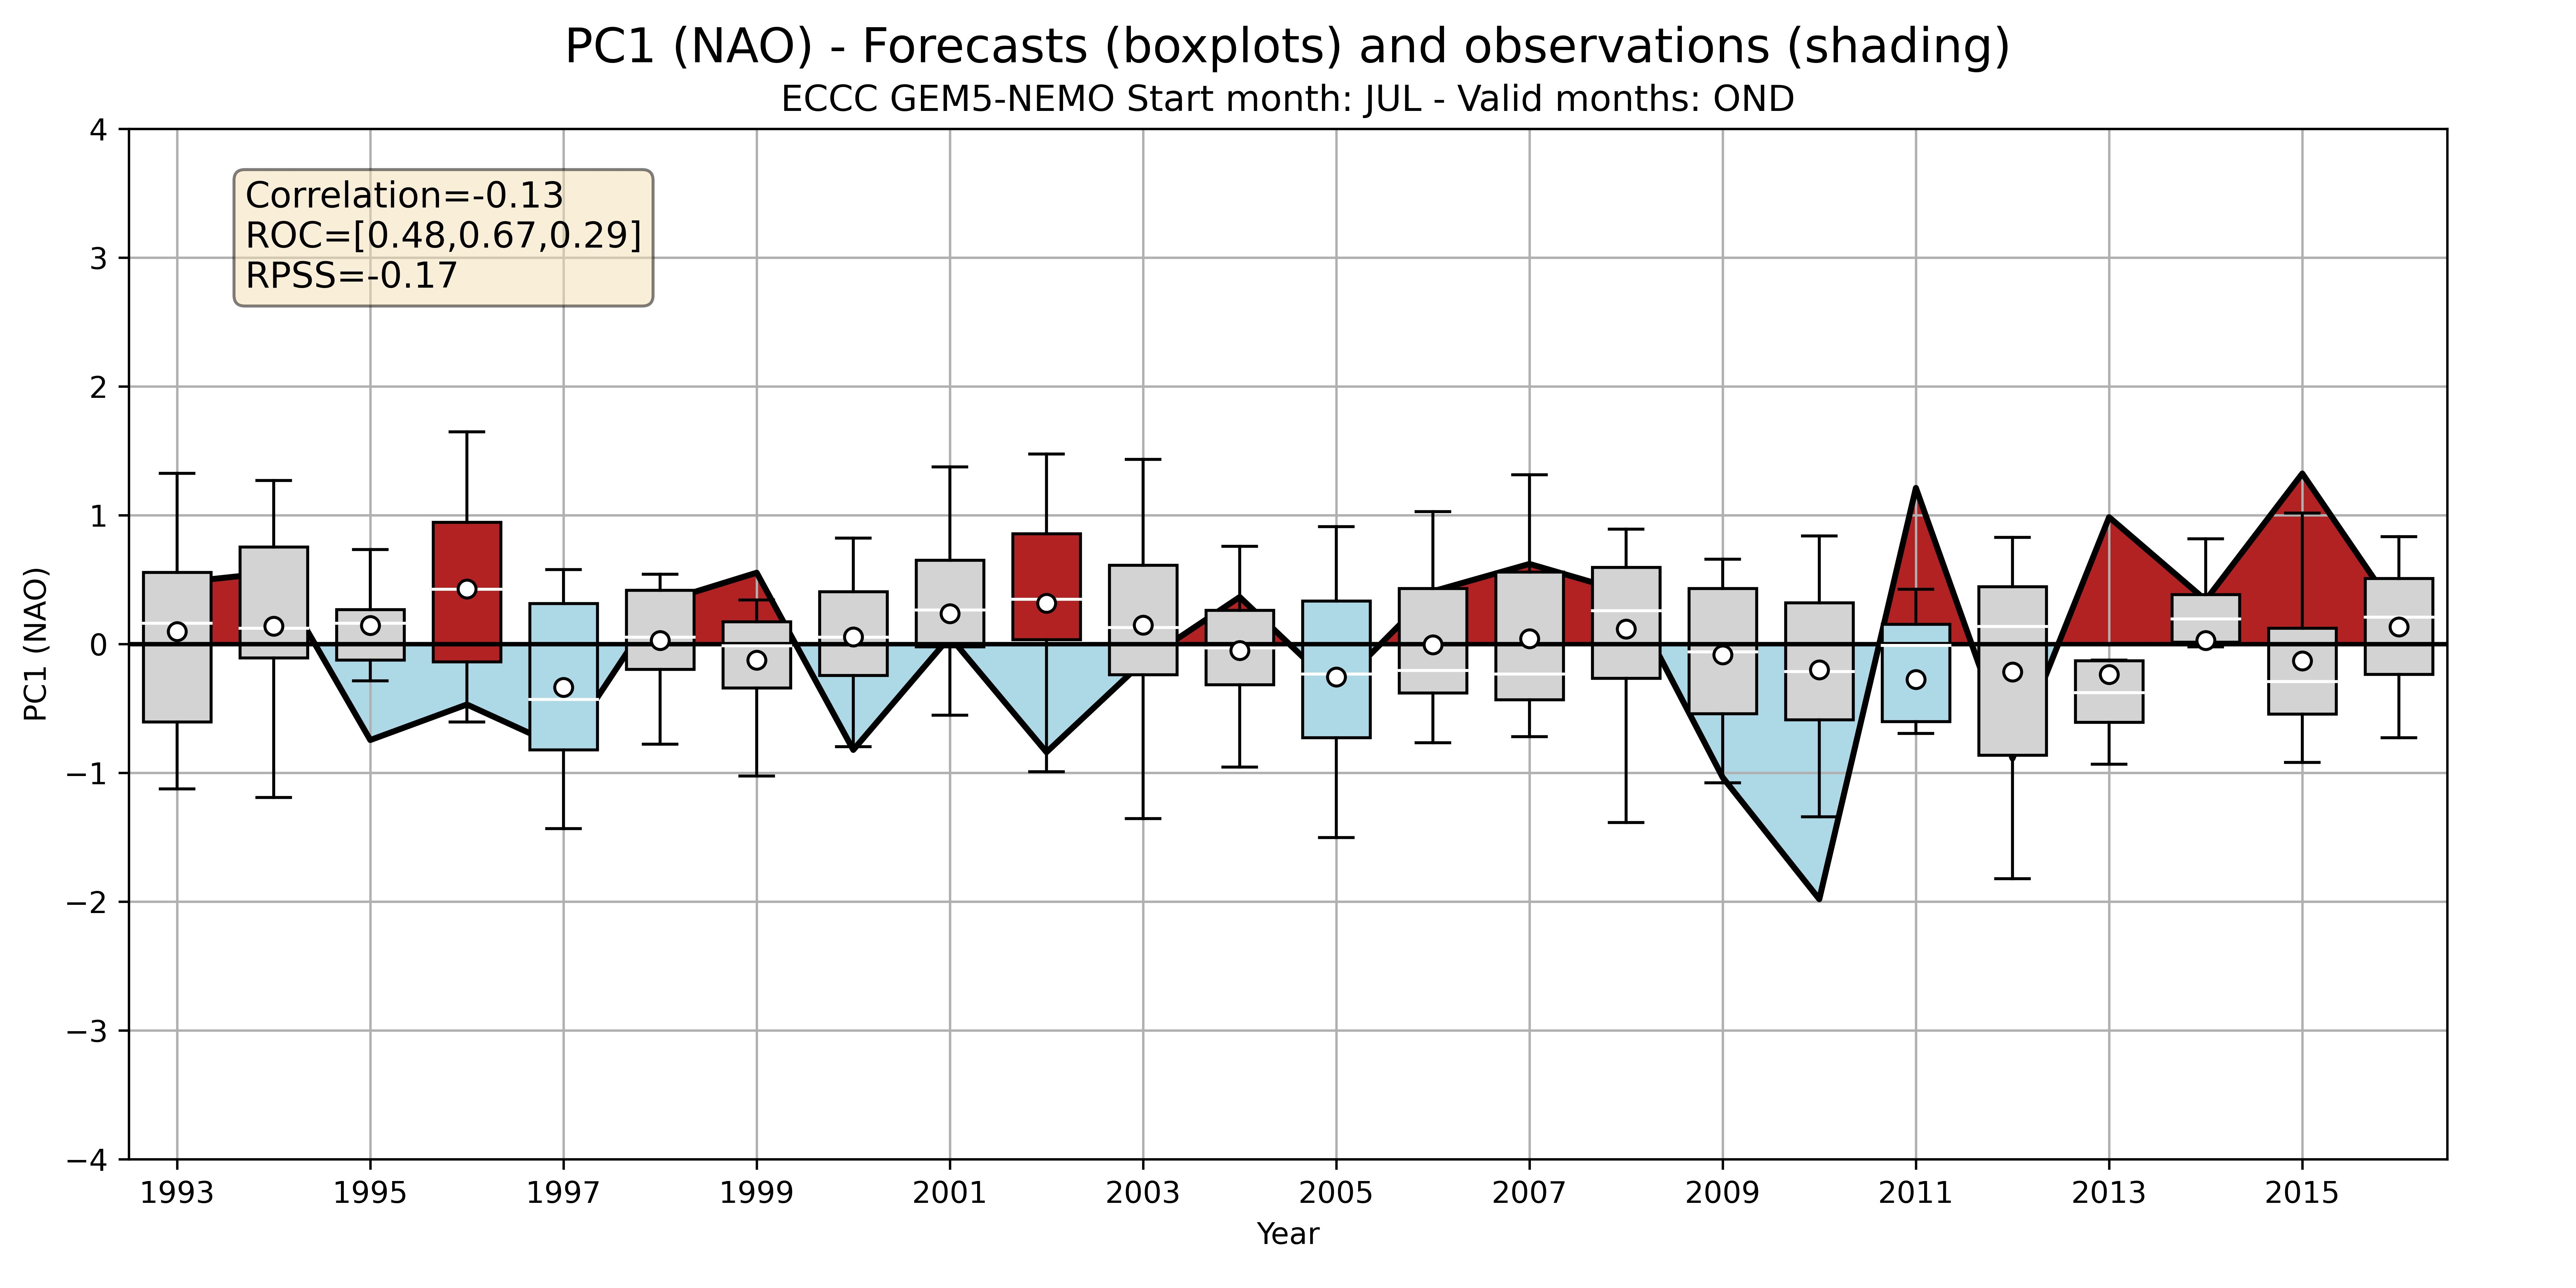 PC1 (NAO) - Forecasts (boxplots) and observations (shading)
ECCC GEM5-NEMO Start month: JUL - Valid months: OND
Correlation=-0.13
ROC=[0.48,0.67,0.29]
RPSS=-0.17
PC1 (NAO)
4
3
2
1
0
−1
−2
−3
−4
1993 1995 1997 1999 2001 2003 2005 2007 2009 2011 2013 2015
Year